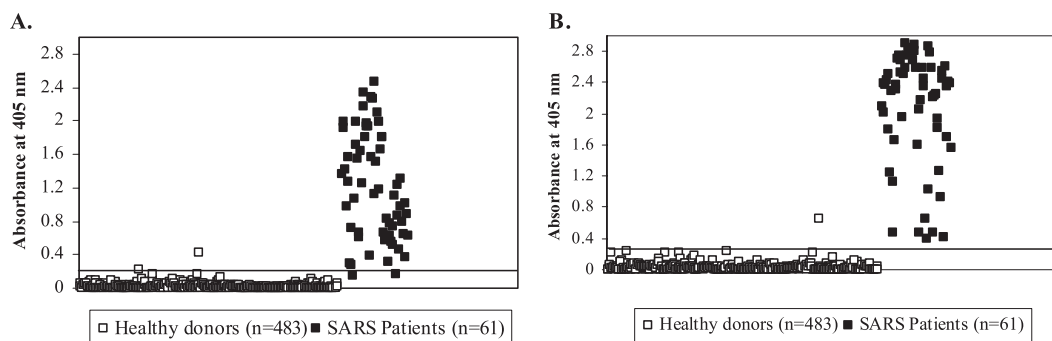 A.
Absorbance at 405 nm
2.8
2.4
2
1.6
1.2
0.8
0.4
0
Healthy donors (n=483) SARS Patients (n=61)
B.
Absorbance at 405 nm
2.8
2.4
2
1.6
1.2
0.8
0.4
0
Healthy donors (n=483) SARS Patients (n=61)